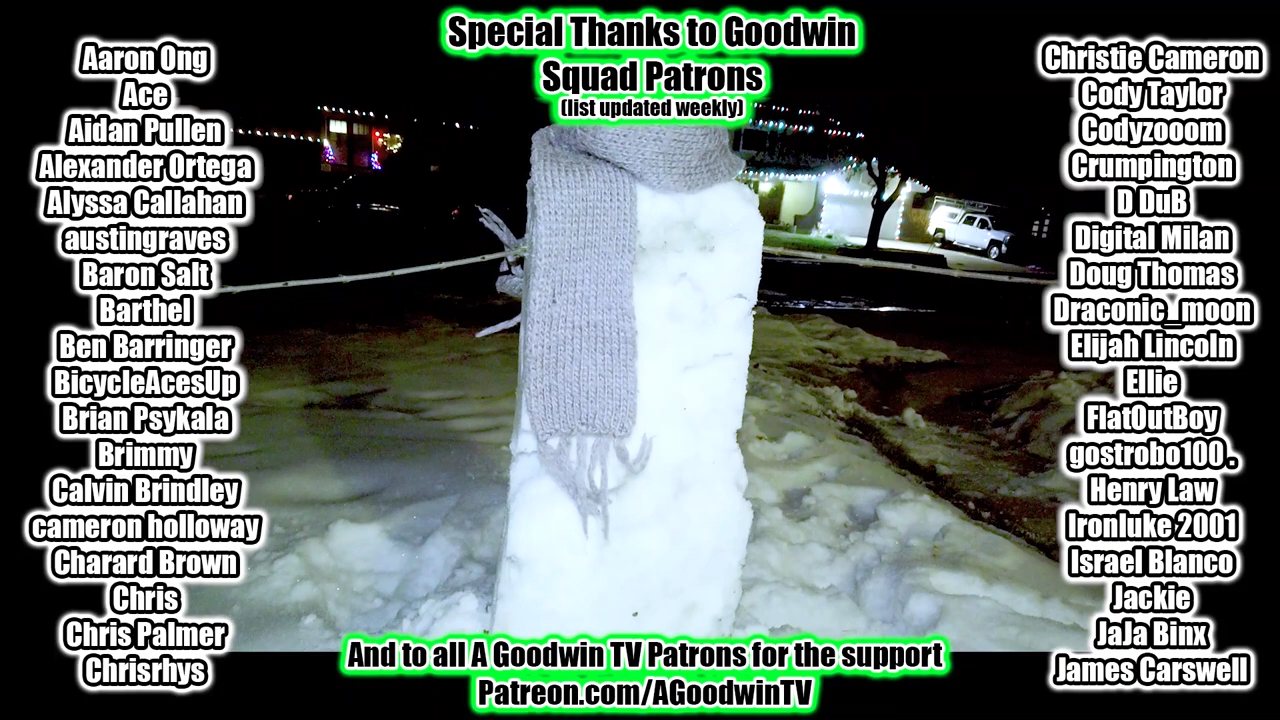 Special Thanks to Goodwin
Squad Patrons
(list updated weekly)
Aaron Ong
Ace
Aidan Pullen
Alexander Ortega
Alyssa Callahan
austingraves
Baron Salt
Barthel
Ben Barringer
BicycleAcesUp
Brian Psykala
Brimmy
Calvin Brindley
cameron holloway
Charard Brown
Chris
Chris Palmer
Chrisrhys
Christie Cameron
Cody Taylor
Codyzooom
Crumpington
D DuB
Digital Milan
Doug Thomas
Draconic_moon
Elijah Lincoln
Ellie
FlatOutBoy
gostrobo100 .
Henry Law
Ironluke 2001
Israel Blanco
Jackie
JaJa Binx
James Carswell
And to all A Goodwin TV Patrons for the support
Patreon.com/AGoodwinTV